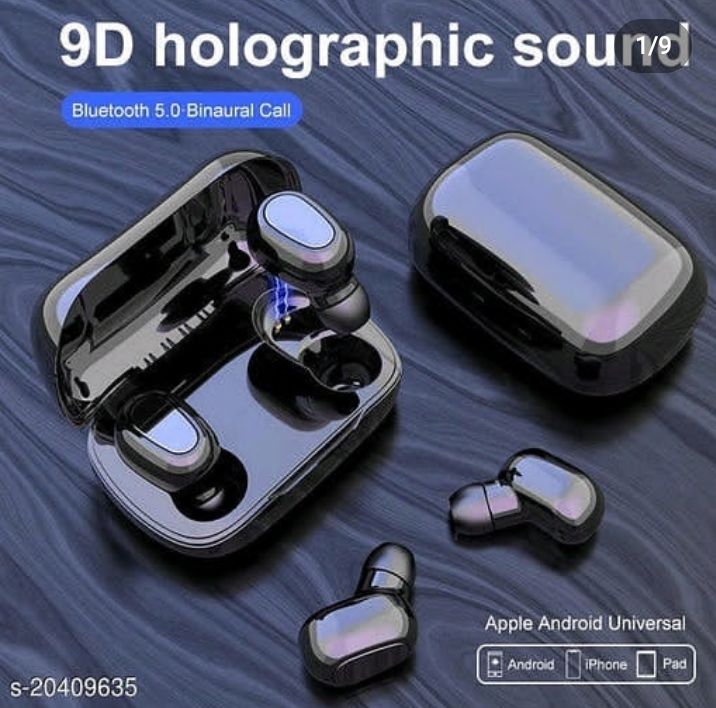 9D holographic sound
1/9
Bluetooth 5.0·Binaural Call
Apple Android Universal
Android iPhone Pad
s-20409635